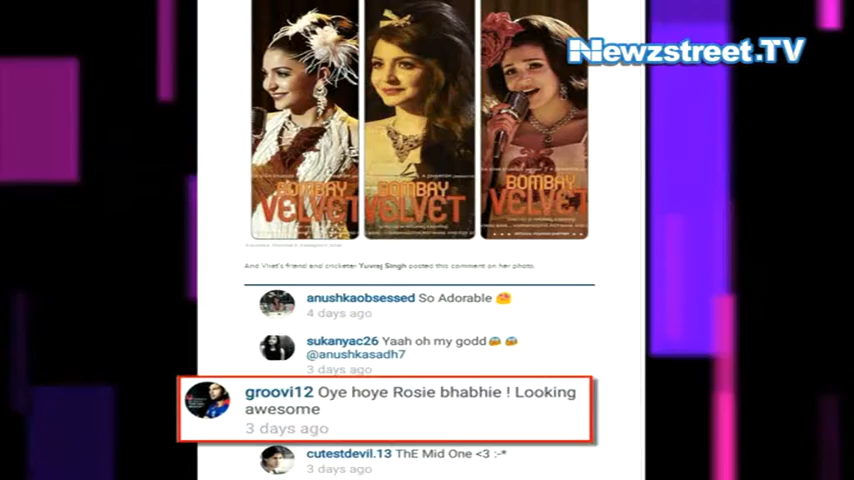 Newzstreet.TV
BOMBAY VELVET
BOMBAY VELVET
BOMBAY VELVET
And Virat's friend and cricketer Yuvraj Singh posted this comment on her photo.
anushkaobsessed So Adorable 😍
4 days ago
sukanyac26 Yaah oh my godd
@anushkasadh7
3 days ago
groovi12 Oye hoye Rosie bhabhie ! Looking
awesome
3 days ago
cutestdevil.13 ThE Mid One <3 :-*
3 days ago